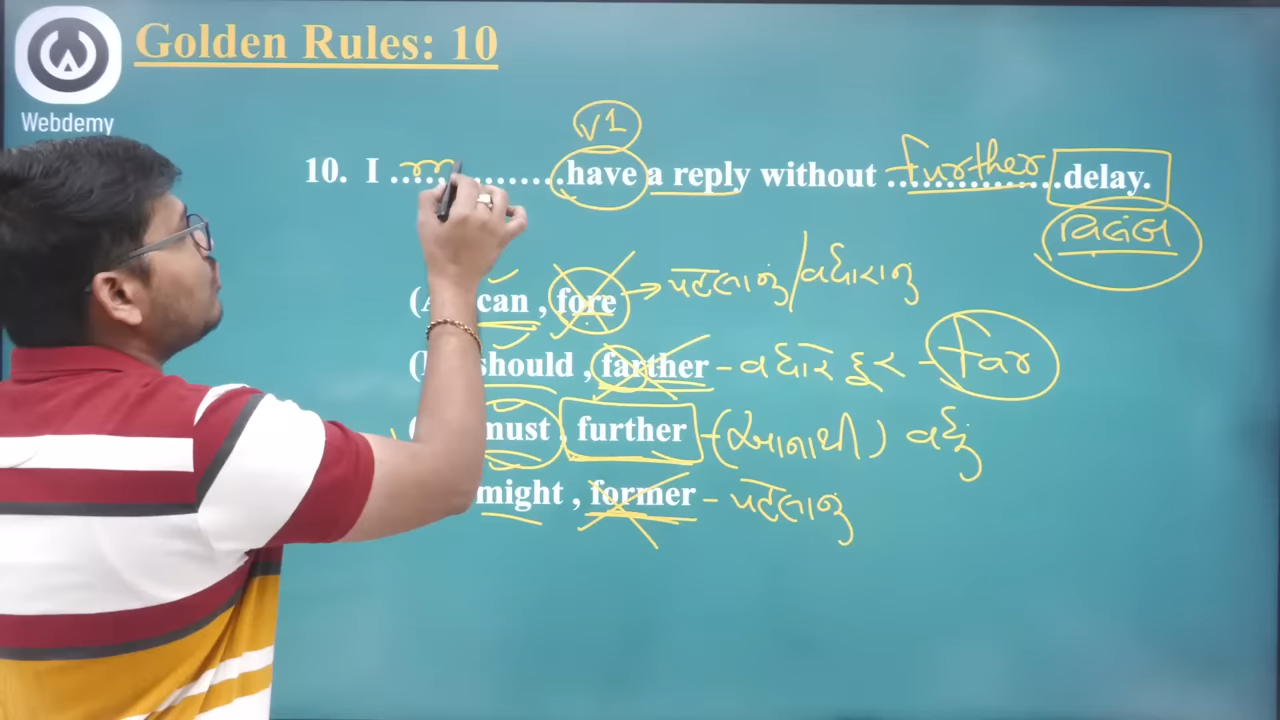 Golden Rules: 10
Webdemy
V1
10. I ..............have a reply without further delay.
વિલંબ
can , fore → પહેલાનું/વધારાનું
should , farther – વધારે દૂર – far
must , further – (આનાથી) વધુ
might , former – પહેલાનું